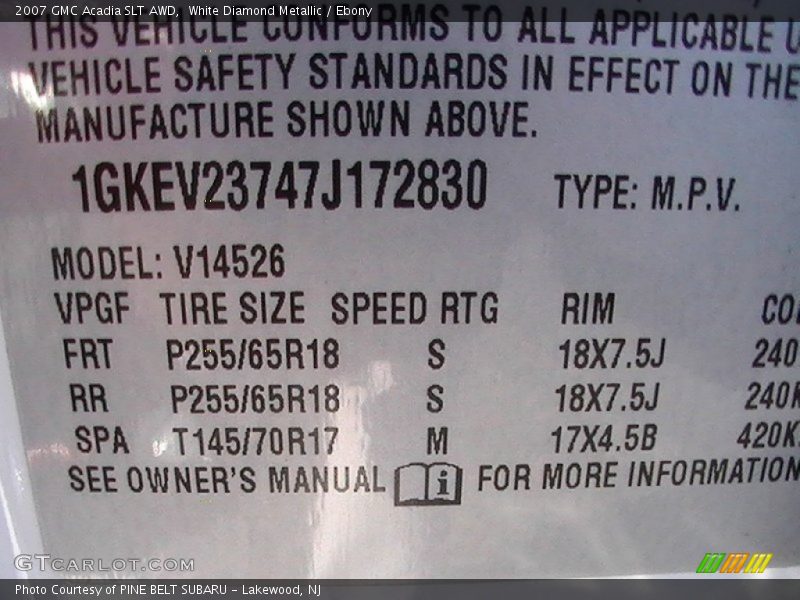 2007 GMC Acadia SLT AWD, White Diamond Metallic / Ebony
THIS VEHICLE CONFORMS TO ALL APPLICABLE
VEHICLE SAFETY STANDARDS IN EFFECT ON THE
MANUFACTURE SHOWN ABOVE.
1GKEV23747J172830 TYPE: M.P.V.
MODEL: V14526
VPGF TIRE SIZE SPEED RTG RIM
FRT P255/65R18 S 18X7.5J 240
RR P255/65R18 S 18X7.5J 240K
SPA T145/70R17 M 17X4.5B 420K
SEE OWNER'S MANUAL i FOR MORE INFORMATION
GTCARLOT.COM
Photo Courtesy of PINE BELT SUBARU - Lakewood, NJ